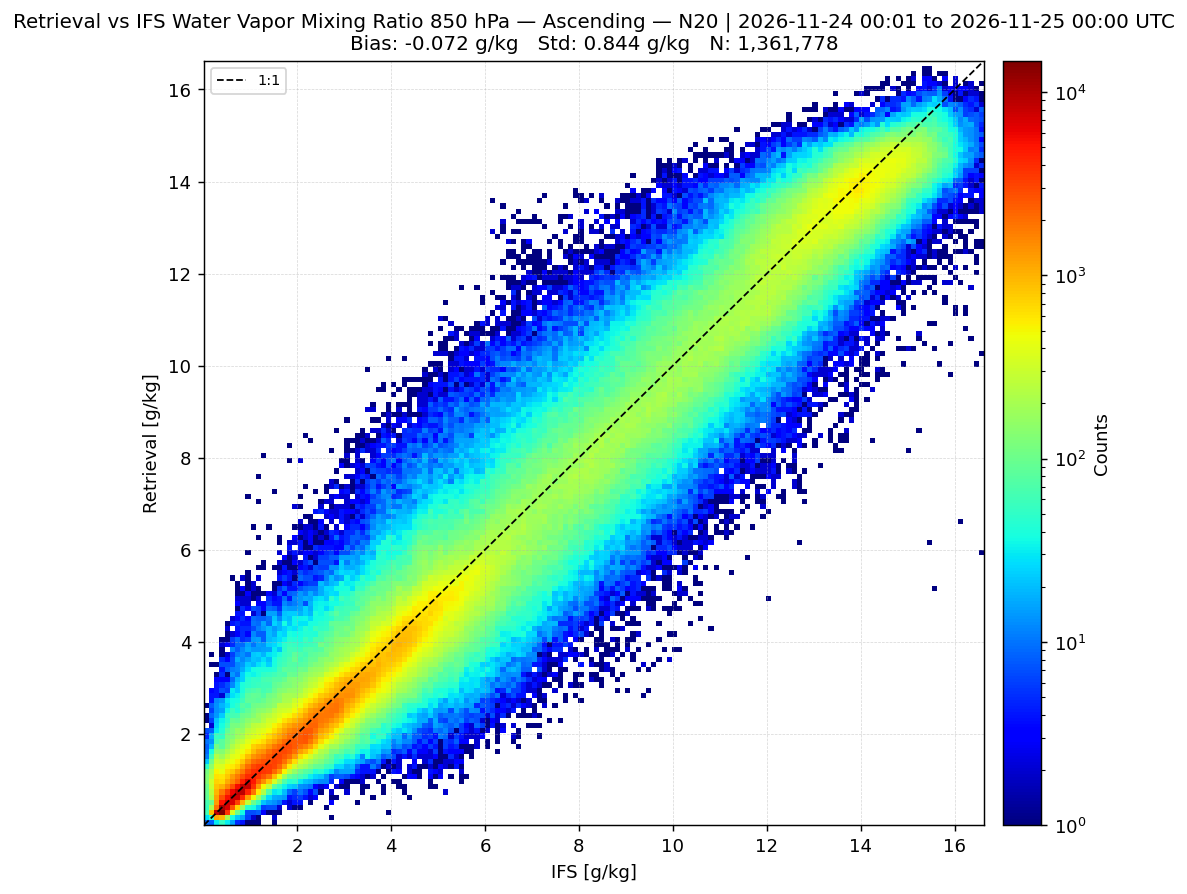 Retrieval vs IFS Water Vapor Mixing Ratio 850 hPa — Ascending — N20 | 2026-11-24 00:01 to 2026-11-25 00:00 UTC
Bias: -0.072 g/kg   Std: 0.844 g/kg   N: 1,361,778
1:1
16
14
12
10
8
6
4
2
Retrieval [g/kg]
2 4 6 8 10 12 14 16
IFS [g/kg]
10⁴
10³
10²
10¹
10⁰
Counts